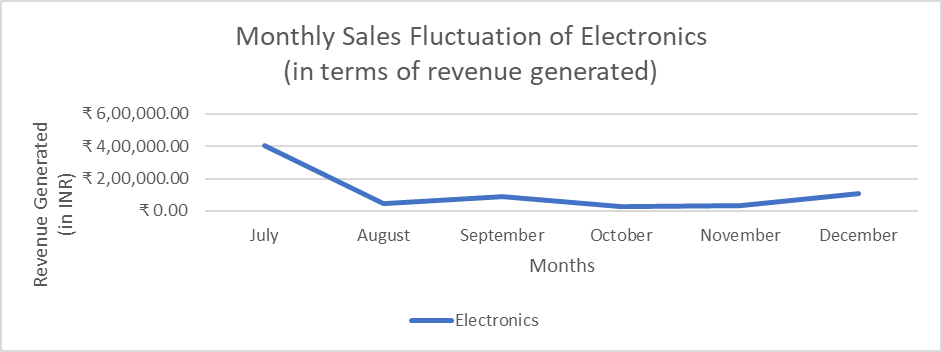 Monthly Sales Fluctuation of Electronics
(in terms of revenue generated)
Revenue Generated
(in INR)
₹ 6,00,000.00
₹ 4,00,000.00
₹ 2,00,000.00
₹ 0.00
July
August
September
October
November
December
Months
Electronics